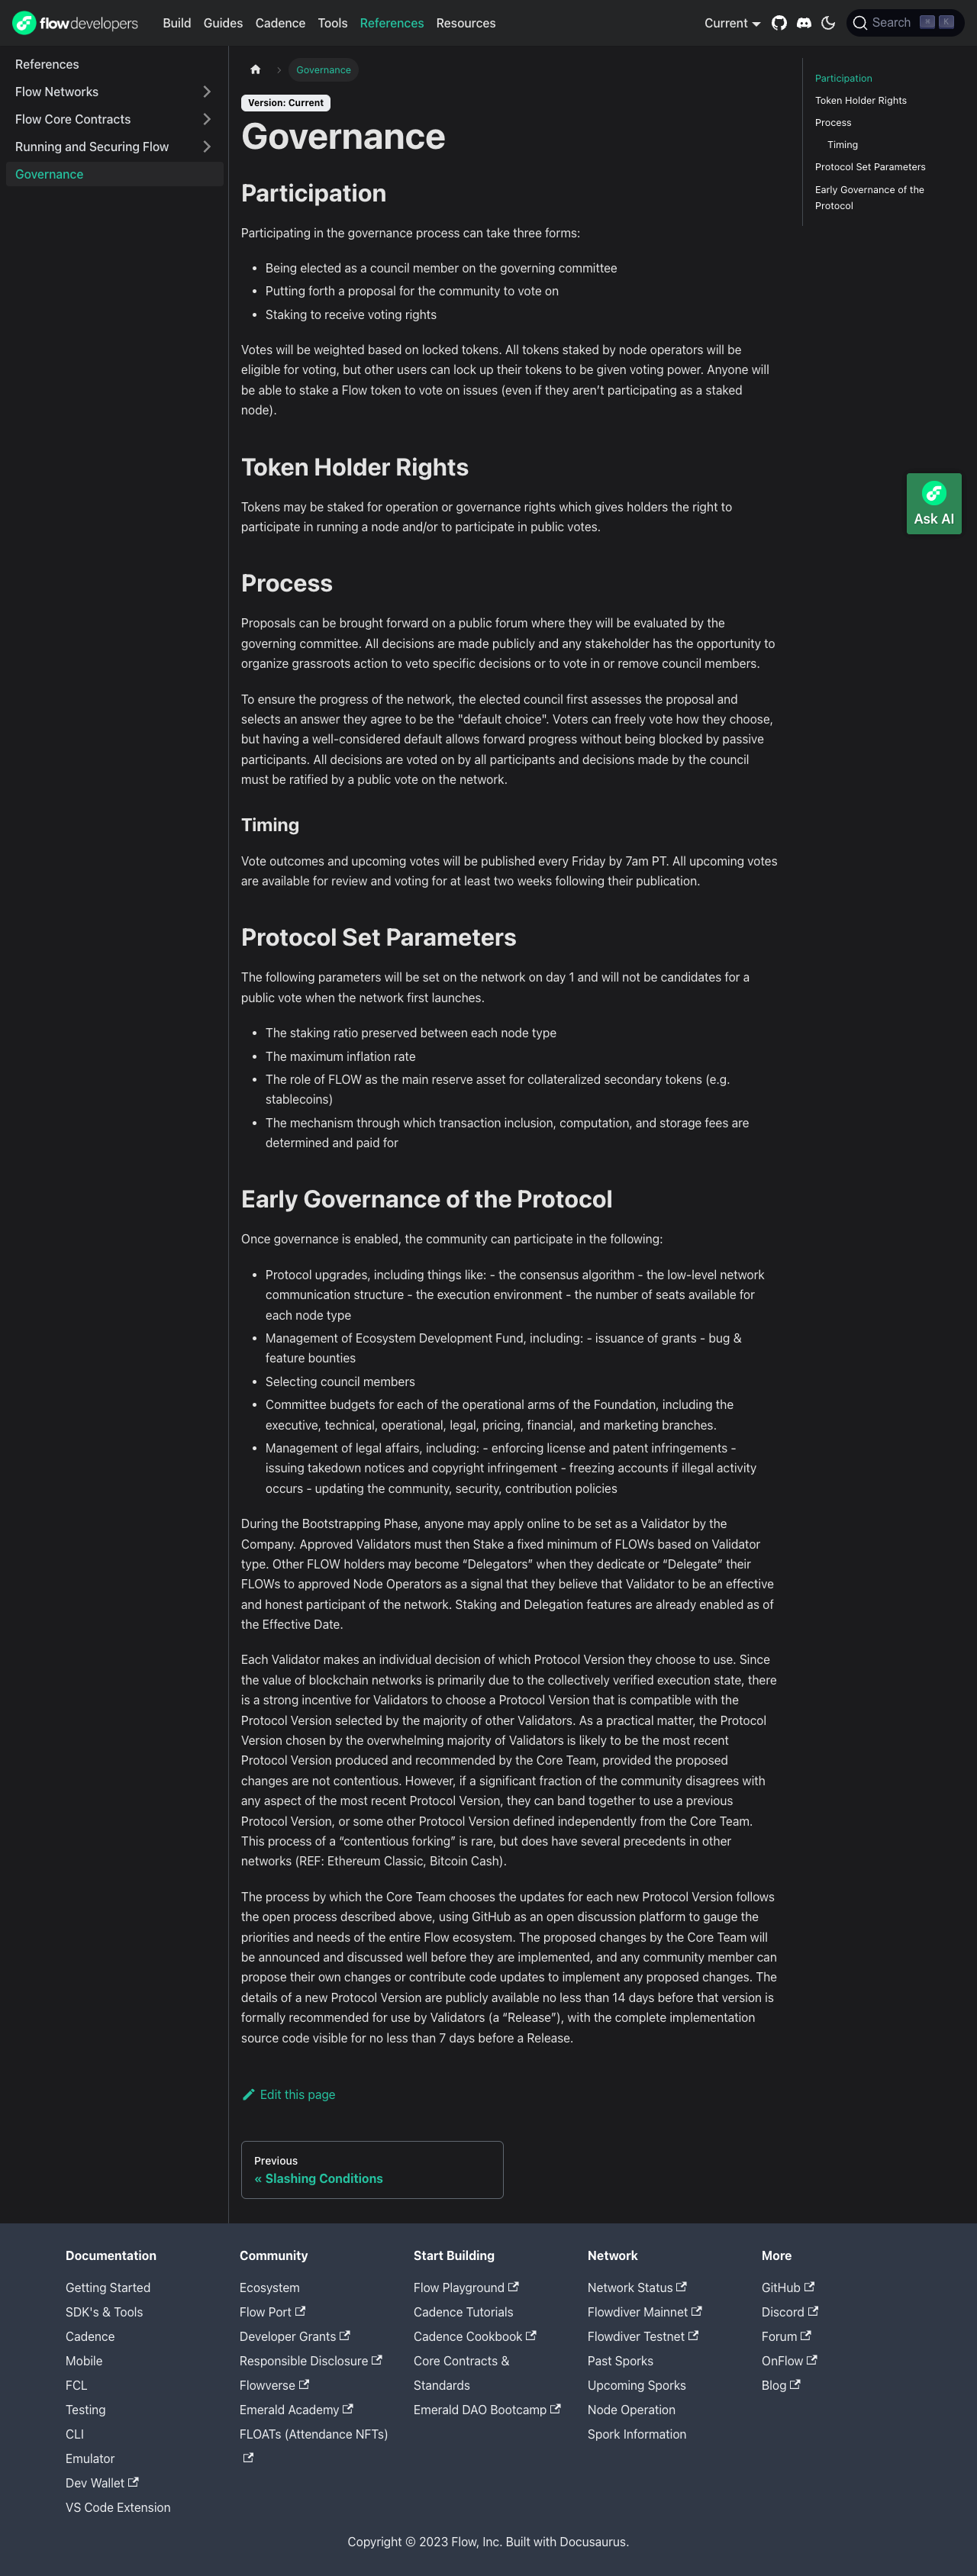 flow developers Build Guides Cadence Tools References Resources Current Search ⌘ K
References
Flow Networks
Flow Core Contracts
Running and Securing Flow
Governance
Governance
Version: Current
Governance
Participation
Participating in the governance process can take three forms:
• Being elected as a council member on the governing committee
• Putting forth a proposal for the community to vote on
• Staking to receive voting rights
Votes will be weighted based on locked tokens. All tokens staked by node operators will be
eligible for voting, but other users can lock up their tokens to be given voting power. Anyone will
be able to stake a Flow token to vote on issues (even if they aren't participating as a staked
node).
Token Holder Rights
Tokens may be staked for operation or governance rights which gives holders the right to
participate in running a node and/or to participate in public votes.
Process
Proposals can be brought forward on a public forum where they will be evaluated by the
governing committee. All decisions are made publicly and any stakeholder has the opportunity to
organize grassroots action to veto specific decisions or to vote in or remove council members.
To ensure the progress of the network, the elected council first assesses the proposal and
selects an answer they agree to be the "default choice". Voters can freely vote how they choose,
but having a well-considered default allows forward progress without being blocked by passive
participants. All decisions are voted on by all participants and decisions made by the council
must be ratified by a public vote on the network.
Timing
Vote outcomes and upcoming votes will be published every Friday by 7am PT. All upcoming votes
are available for review and voting for at least two weeks following their publication.
Protocol Set Parameters
The following parameters will be set on the network on day 1 and will not be candidates for a
public vote when the network first launches.
• The staking ratio preserved between each node type
• The maximum inflation rate
• The role of FLOW as the main reserve asset for collateralized secondary tokens (e.g.
stablecoins)
• The mechanism through which transaction inclusion, computation, and storage fees are
determined and paid for
Early Governance of the Protocol
Once governance is enabled, the community can participate in the following:
• Protocol upgrades, including things like: - the consensus algorithm - the low-level network
communication structure - the execution environment - the number of seats available for
each node type
• Management of Ecosystem Development Fund, including: - issuance of grants - bug &
feature bounties
• Selecting council members
• Committee budgets for each of the operational arms of the Foundation, including the
executive, technical, operational, legal, pricing, financial, and marketing branches.
• Management of legal affairs, including: - enforcing license and patent infringements -
issuing takedown notices and copyright infringement - freezing accounts if illegal activity
occurs - updating the community, security, contribution policies
During the Bootstrapping Phase, anyone may apply online to be set as a Validator by the
Company. Approved Validators must then Stake a fixed minimum of FLOWs based on Validator
type. Other FLOW holders may become “Delegators” when they dedicate or “Delegate” their
FLOWs to approved Node Operators as a signal that they believe that Validator to be an effective
and honest participant of the network. Staking and Delegation features are already enabled as of
the Effective Date.
Each Validator makes an individual decision of which Protocol Version they choose to use. Since
the value of blockchain networks is primarily due to the collectively verified execution state, there
is a strong incentive for Validators to choose a Protocol Version that is compatible with the
Protocol Version selected by the majority of other Validators. As a practical matter, the Protocol
Version chosen by the overwhelming majority of Validators is likely to be the most recent
Protocol Version produced and recommended by the Core Team, provided the proposed
changes are not contentious. However, if a significant fraction of the community disagrees with
any aspect of the most recent Protocol Version, they can band together to use a previous
Protocol Version, or some other Protocol Version defined independently from the Core Team.
This process of a “contentious forking” is rare, but does have several precedents in other
networks (REF: Ethereum Classic, Bitcoin Cash).
The process by which the Core Team chooses the updates for each new Protocol Version follows
the open process described above, using GitHub as an open discussion platform to gauge the
priorities and needs of the entire Flow ecosystem. The proposed changes by the Core Team will
be announced and discussed well before they are implemented, and any community member can
propose their own changes or contribute code updates to implement any proposed changes. The
details of a new Protocol Version are publicly available no less than 14 days before that version is
formally recommended for use by Validators (a “Release”), with the complete implementation
source code visible for no less than 7 days before a Release.
Edit this page
Previous
« Slashing Conditions
Participation
Token Holder Rights
Process
Timing
Protocol Set Parameters
Early Governance of the
Protocol
Ask AI
Documentation
Getting Started
SDK's & Tools
Cadence
Mobile
FCL
Testing
CLI
Emulator
Dev Wallet
VS Code Extension
Community
Ecosystem
Flow Port
Developer Grants
Responsible Disclosure
Flowverse
Emerald Academy
FLOATs (Attendance NFTs)
Start Building
Flow Playground
Cadence Tutorials
Cadence Cookbook
Core Contracts &
Standards
Emerald DAO Bootcamp
Network
Network Status
Flowdiver Mainnet
Flowdiver Testnet
Past Sporks
Upcoming Sporks
Node Operation
Spork Information
More
GitHub
Discord
Forum
OnFlow
Blog
Copyright © 2023 Flow, Inc. Built with Docusaurus.